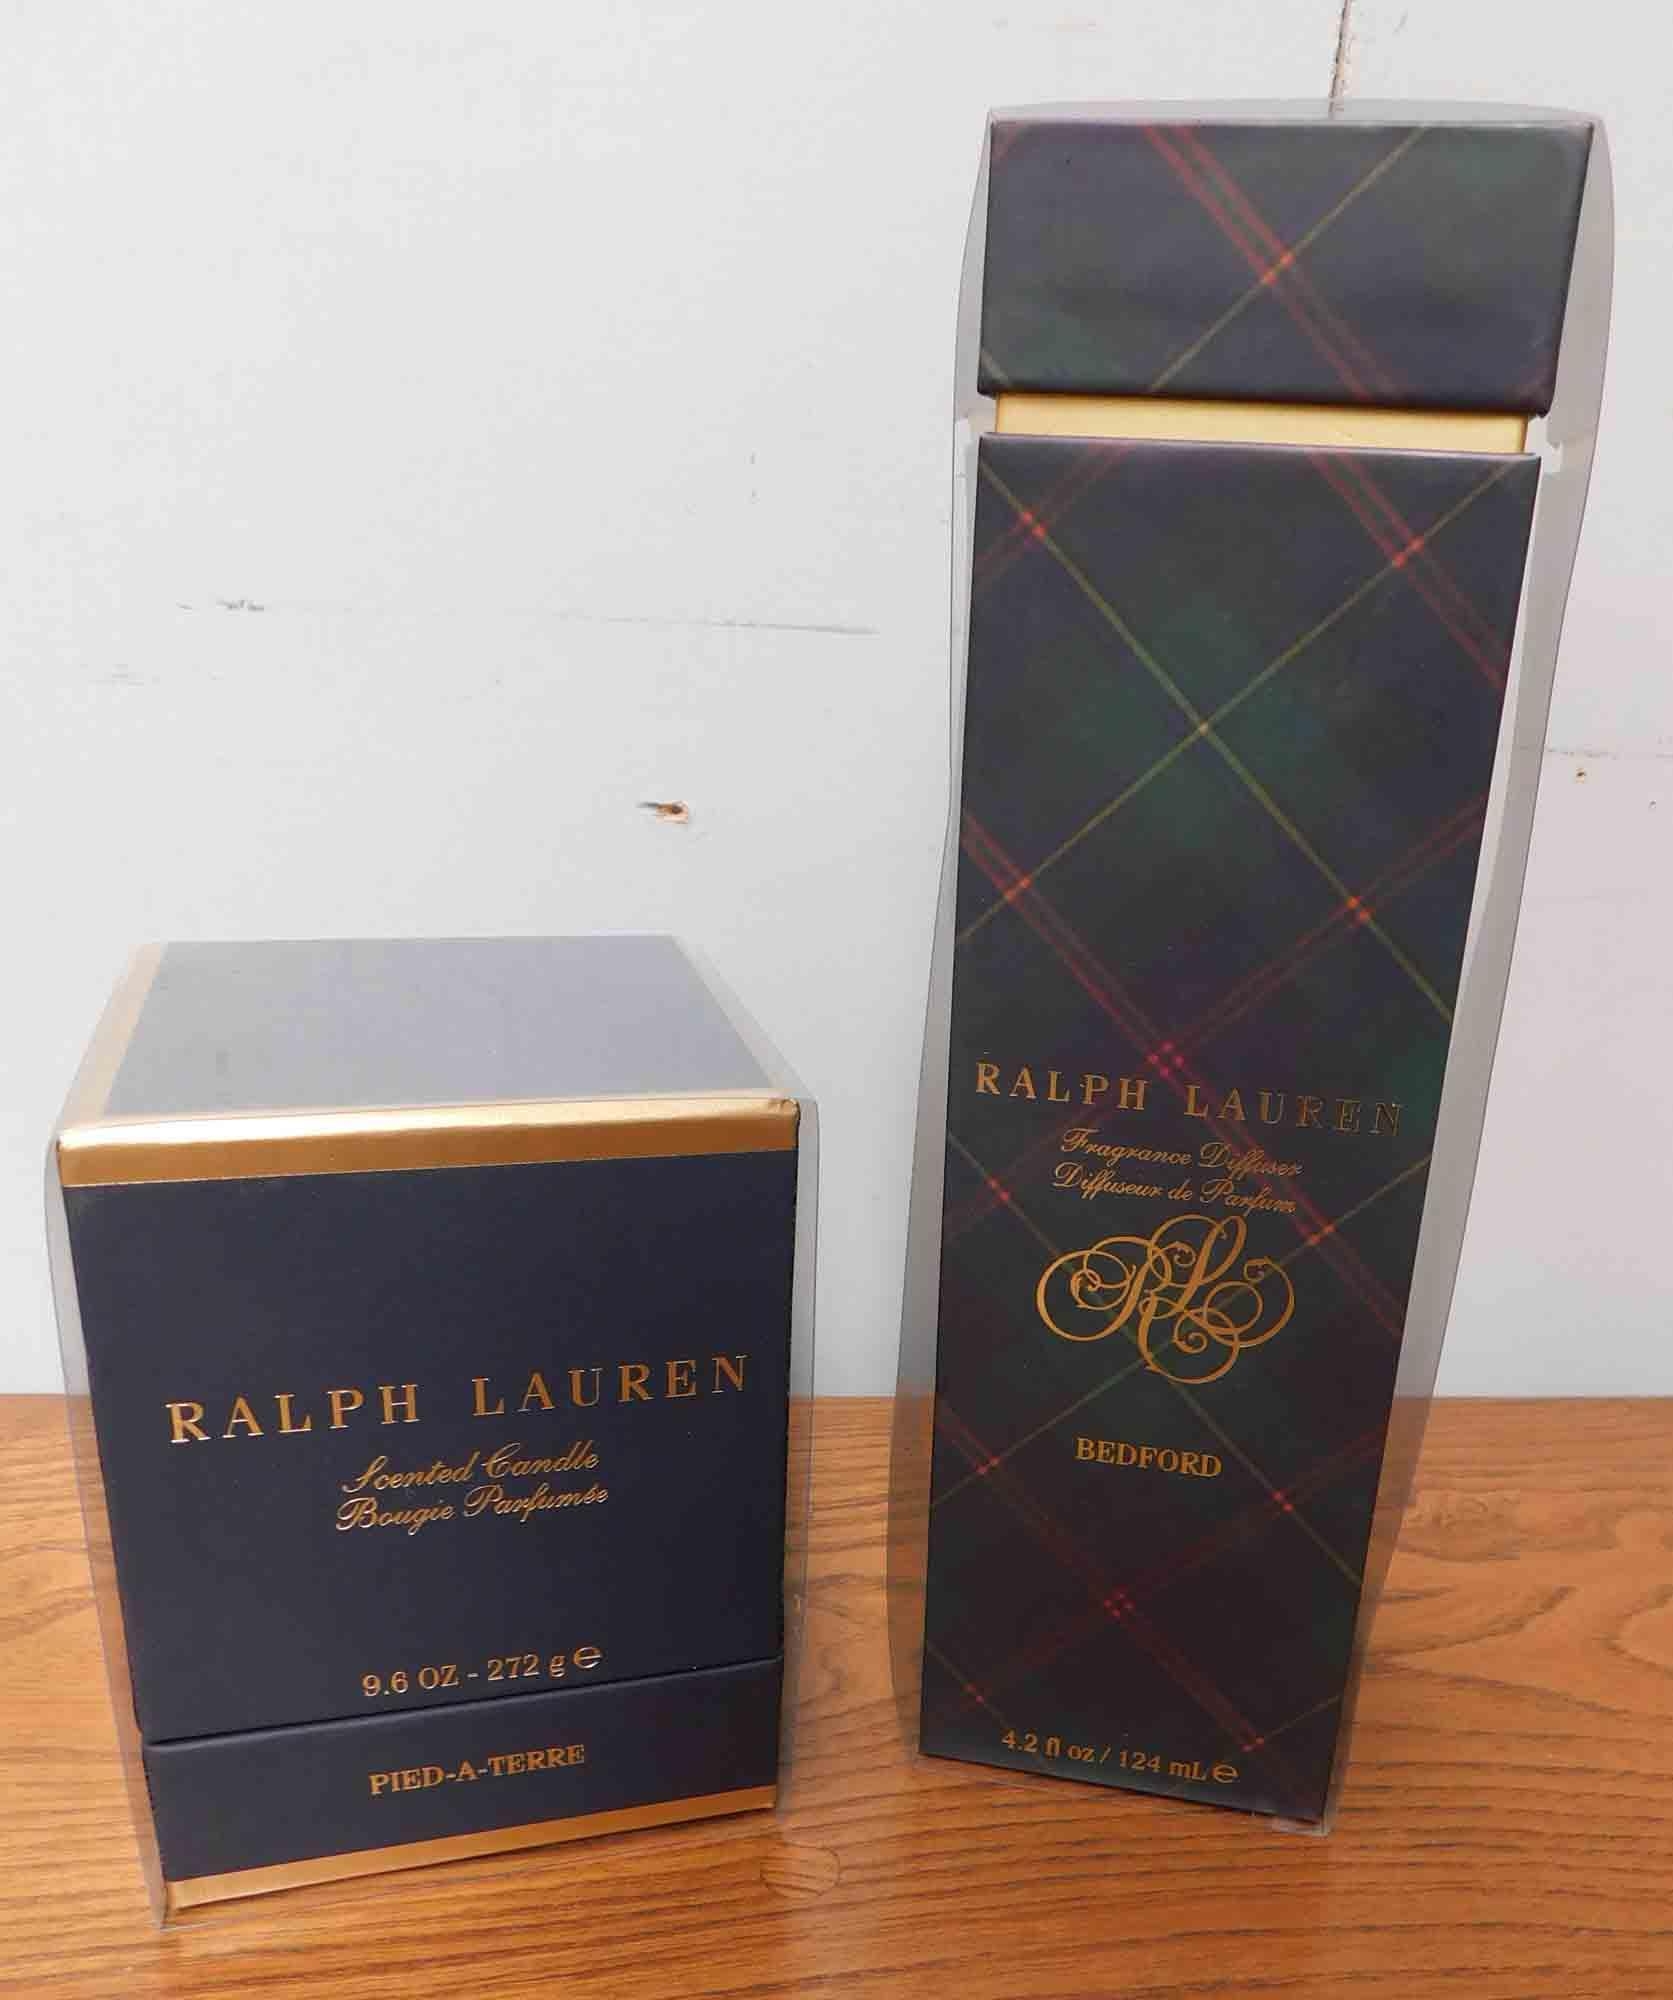 RALPH LAUREN
Scented Candle
Bougie Parfumée
9.6 OZ - 272 g ℮
PIED-A-TERRE
RALPH LAUREN
Fragrance Diffuser
Diffuseur de Parfum
RL
BEDFORD
4.2 fl oz / 124 mL ℮